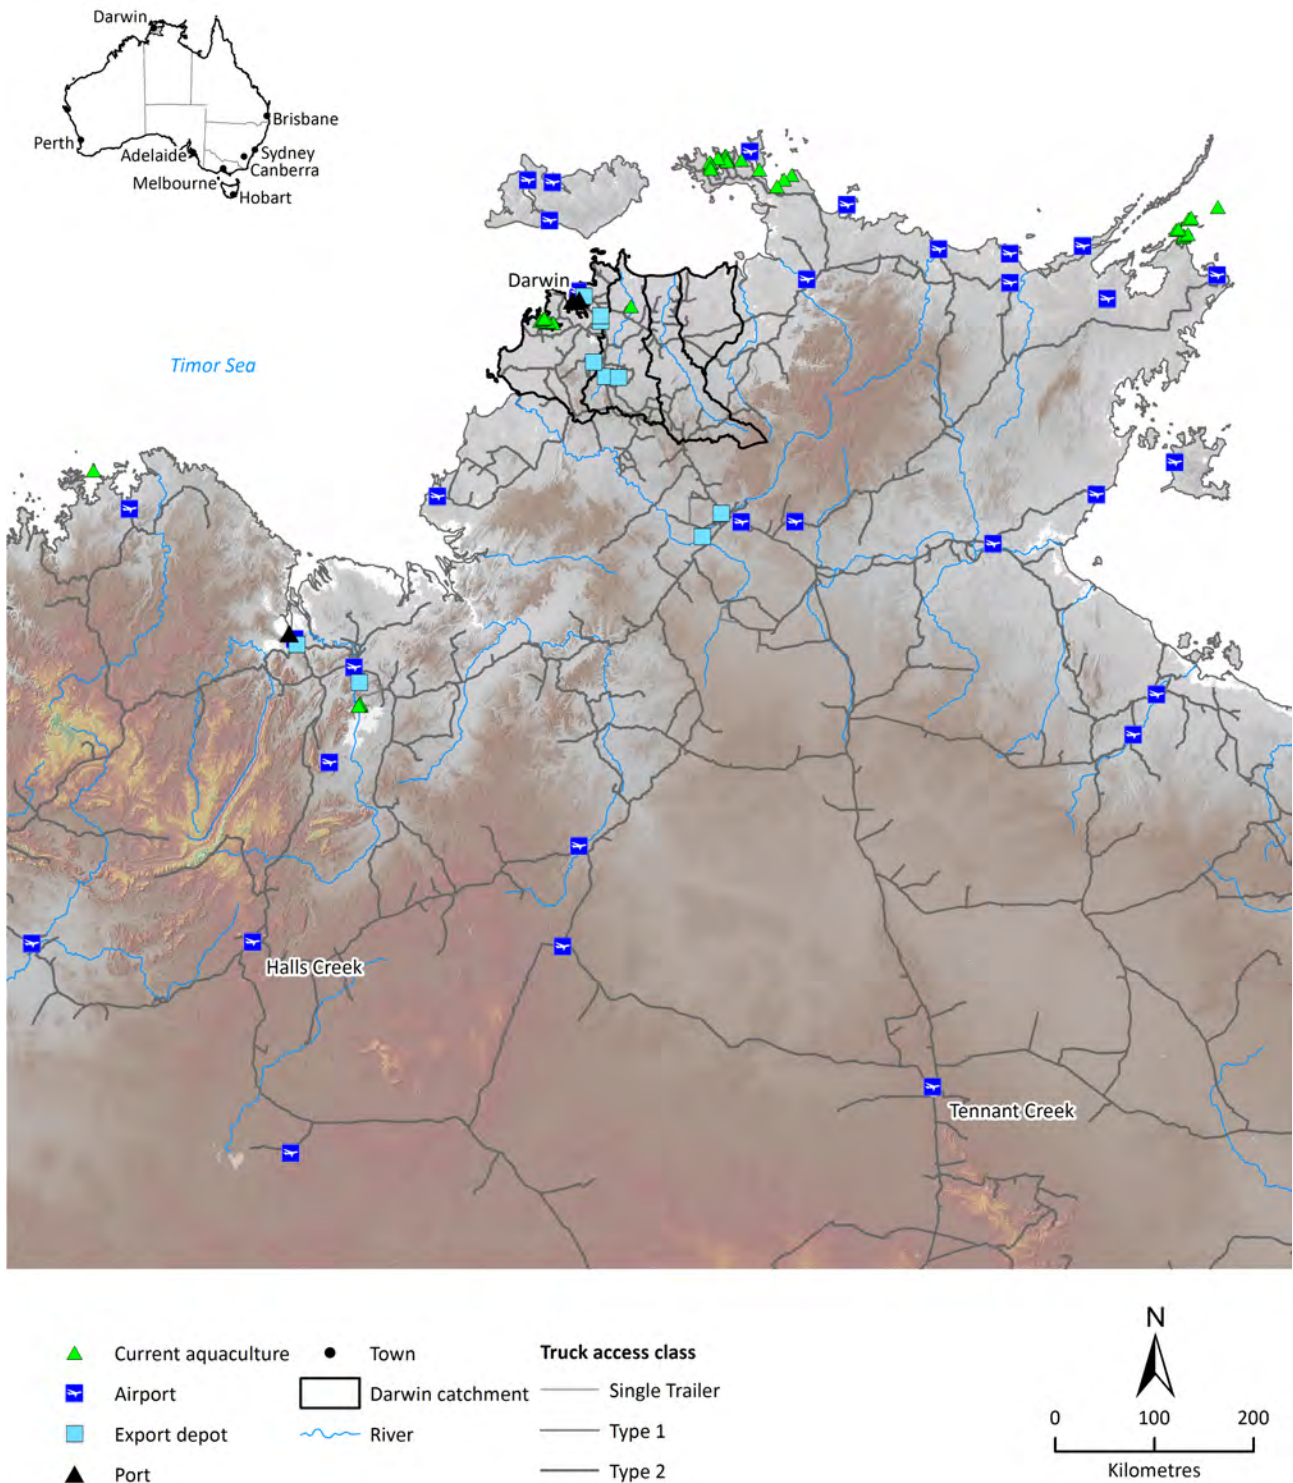 Darwin
Brisbane
Perth
Adelaide
Sydney
Canberra
Melbourne
Hobart
Darwin
Timor Sea
Halls Creek
Tennant Creek
N
Current aquaculture
Town
Truck access class
Airport
Darwin catchment
Single Trailer
Export depot
River
Type 1
Port
Type 2
0 100 200
Kilometres